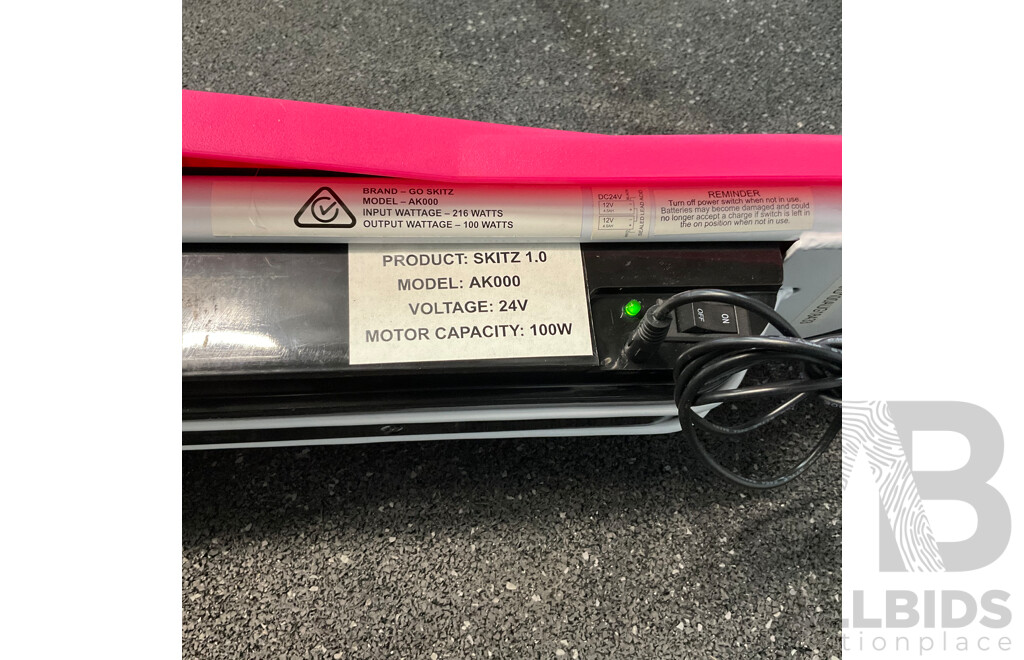 BRAND – GO SKITZ
MODEL – AK000
INPUT WATTAGE – 216 WATTS
OUTPUT WATTAGE – 100 WATTS
DC24V
12V
12V
SEALED LEAD ACID
REMINDER
Turn off power switch when not in use.
Batteries may become damaged and could
no longer accept a charge if switch is left in
the on position when not in use.
PRODUCT: SKITZ 1.0
MODEL: AK000
VOLTAGE: 24V
MOTOR CAPACITY: 100W
OFF
ON